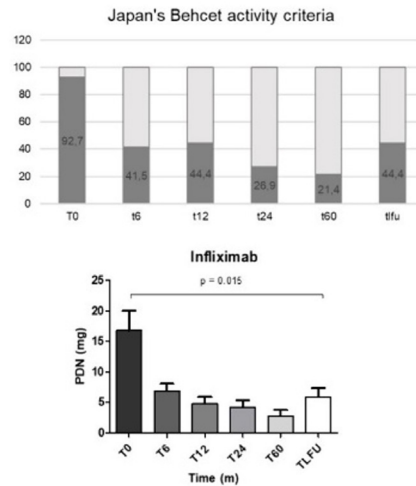 Japan's Behcet activity criteria
120
100
80
60
40
20
0
92,7
41,5
44,4
26,9
21,4
44,4
T0 t6 t12 t24 t60 tlfu
Infliximab
p = 0.015
25
20
15
10
5
0
PDN (mg)
T0 T6 T12 T24 T60 TLFU
Time (m)